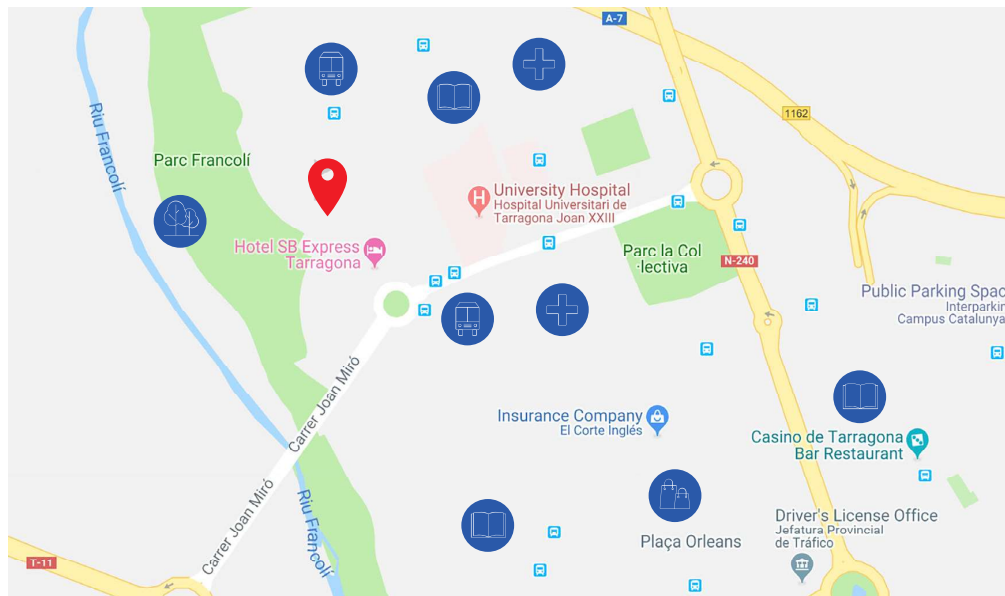 A-7
1162
Riu Francolí
Parc Francolí
H
University Hospital
Hospital Universitari de
Tarragona Joan XXIII
Hotel SB Express
Tarragona
Parc la Col
·lectiva
N-240
Public Parking Spac
Interparkin
Campus Catalunya
Carrer Joan Miró
Insurance Company
El Corte Inglés
Casino de Tarragona
Bar Restaurant
Riu Francolí
Carrer Joan Miró
Plaça Orleans
Driver's License Office
Jefatura Provincial
de Tráfico
T-11